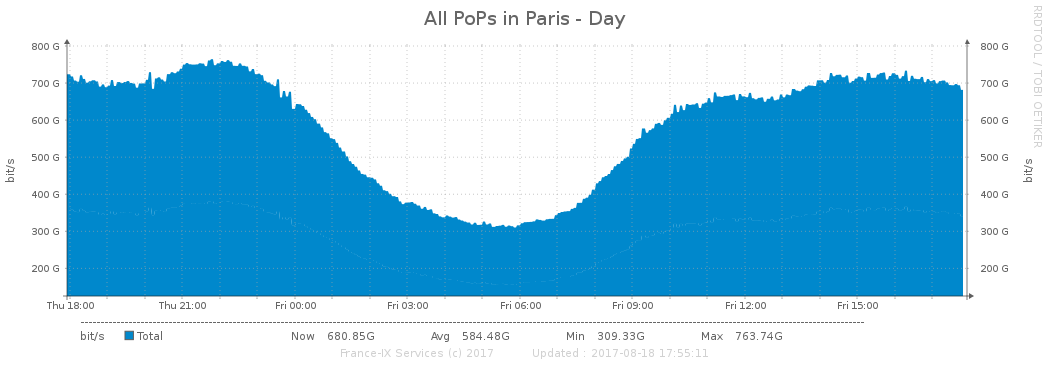 All PoPs in Paris - Day
RRDTOOL / TOBI OETIKER
bit/s
800 G
700 G
600 G
500 G
400 G
300 G
200 G
800 G
700 G
600 G
500 G
400 G
300 G
200 G
bit/s
Thu 18:00 Thu 21:00 Fri 00:00 Fri 03:00 Fri 06:00 Fri 09:00 Fri 12:00 Fri 15:00
bit/s Total Now 680.85G Avg 584.48G Min 309.33G Max 763.74G
France-IX Services (c) 2017 Updated : 2017-08-18 17:55:11